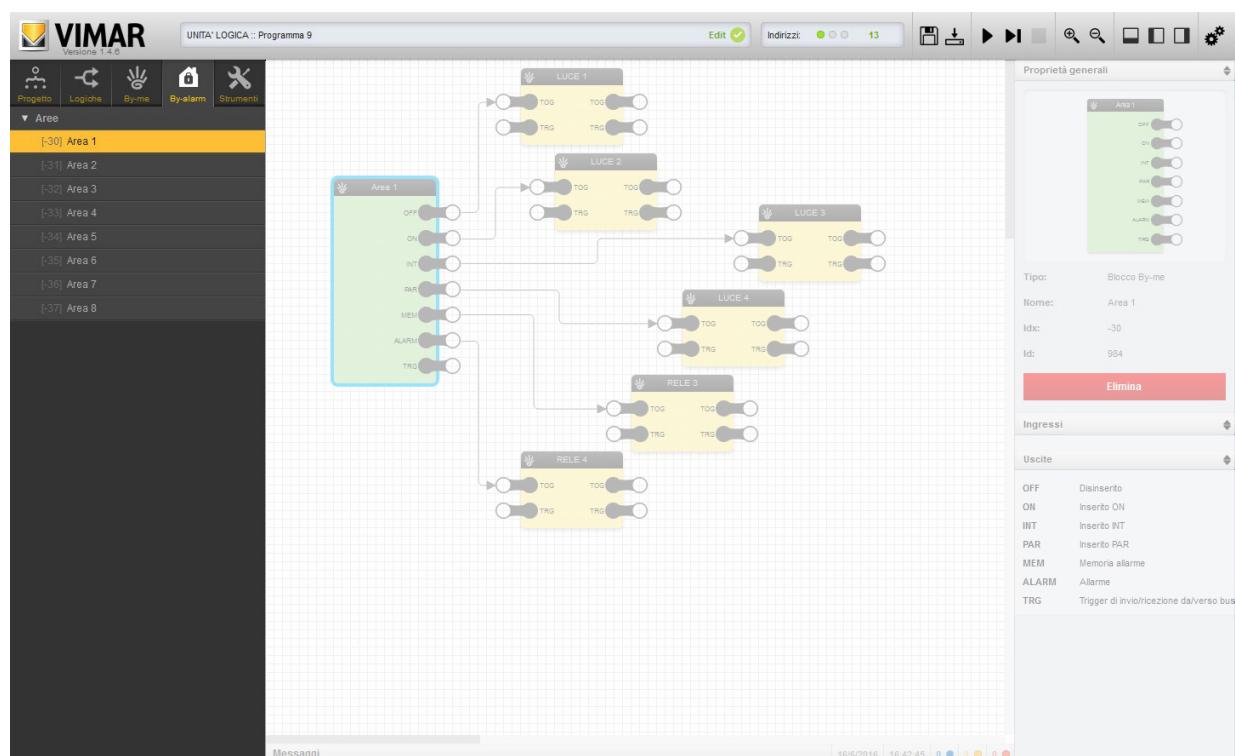 VIMAR
Versione 1.4.6
UNITA' LOGICA :: Programma 9
Edit
Indirizzi:
13
Progetto
Logiche
By-me
By-alarm
Strumenti
Aree
[-30] Area 1
[-31] Area 2
[-32] Area 3
[-33] Area 4
[-34] Area 5
[-35] Area 6
[-36] Area 7
[-37] Area 8
Area 1
OFF
ON
INT
PAR
MEM
ALARM
TRG
LUCE 1
TOG TOG
TRG TRG
LUCE 2
TOG TOG
TRG TRG
LUCE 3
TOG TOG
TRG TRG
LUCE 4
TOG TOG
TRG TRG
RELE 3
TOG TOG
TRG TRG
RELE 4
TOG TOG
TRG TRG
Messaggi
16/6/2016 16:42:45 0 0 0
Proprietà generali
Area 1
OFF
ON
INT
PAR
MEM
ALARM
TRG
Tipo: Blocco By-me
Nome: Area 1
Idx: -30
Id: 984
Elimina
Ingressi
Uscite
OFF Disinserito
ON Inserito ON
INT Inserito INT
PAR Inserito PAR
MEM Memoria allarme
ALARM Allarme
TRG Trigger di invio/ricezione da/verso bus